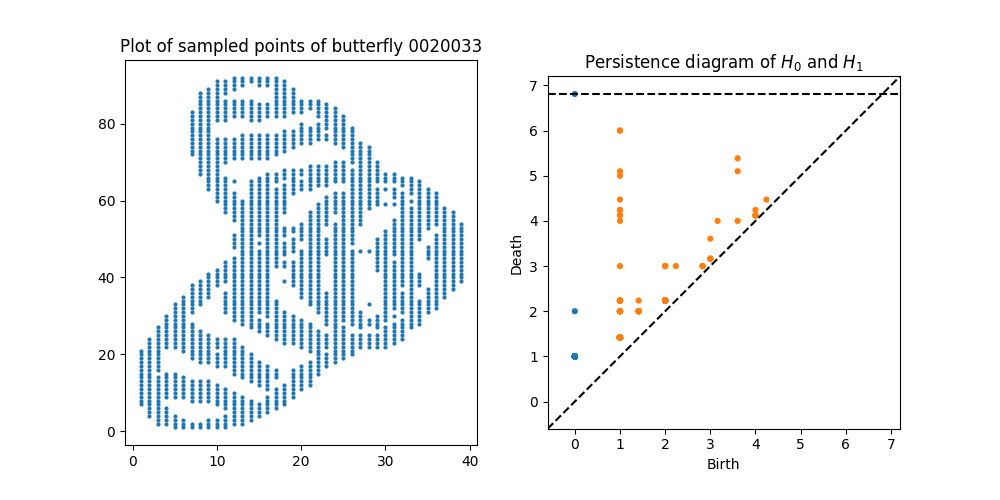 Plot of sampled points of butterfly 0020033
80
60
40
20
0
0 10 20 30 40
Persistence diagram of H₀ and H₁
7
6
5
4
3
2
1
0
Death
0 1 2 3 4 5 6 7
Birth